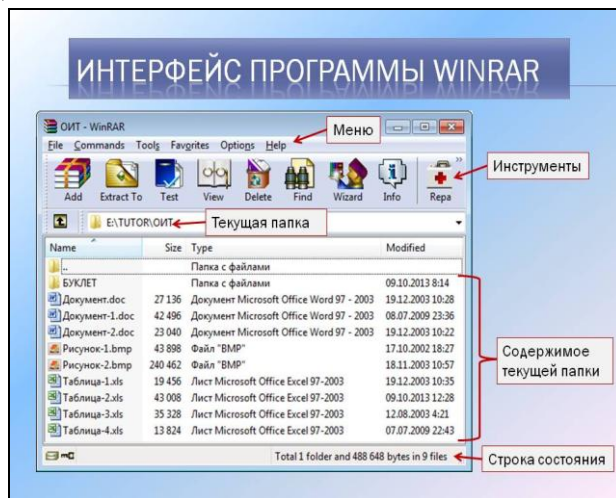 ИНТЕРФЕЙС ПРОГРАММЫ WINRAR
ОИТ - WinRAR
Меню
File Commands Tools Favorites Options Help
Инструменты
Add Extract To Test View Delete Find Wizard Info Repa
E:\TUTOR\ОИТ
Текущая папка
Name Size Type Modified
.. Папка с файлами
БУКЛЕТ Папка с файлами 09.10.2013 8:14
Документ.doc 27 136 Документ Microsoft Office Word 97 - 2003 19.12.2003 10:28
Документ-1.doc 42 496 Документ Microsoft Office Word 97 - 2003 08.07.2009 23:36
Документ-2.doc 23 040 Документ Microsoft Office Word 97 - 2003 19.12.2003 10:22
Рисунок-1.bmp 43 898 Файл "BMP" 17.10.2002 18:27
Рисунок-2.bmp 240 462 Файл "BMP" 18.11.2003 10:57
Таблица-1.xls 19 456 Лист Microsoft Office Excel 97-2003 19.12.2003 10:35
Таблица-2.xls 43 008 Лист Microsoft Office Excel 97-2003 09.10.2013 12:28
Таблица-3.xls 35 328 Лист Microsoft Office Excel 97-2003 12.08.2003 4:21
Таблица-4.xls 13 824 Лист Microsoft Office Excel 97-2003 07.07.2009 22:43
Содержимое
текущей папки
Total 1 folder and 488 648 bytes in 9 files
Строка состояния